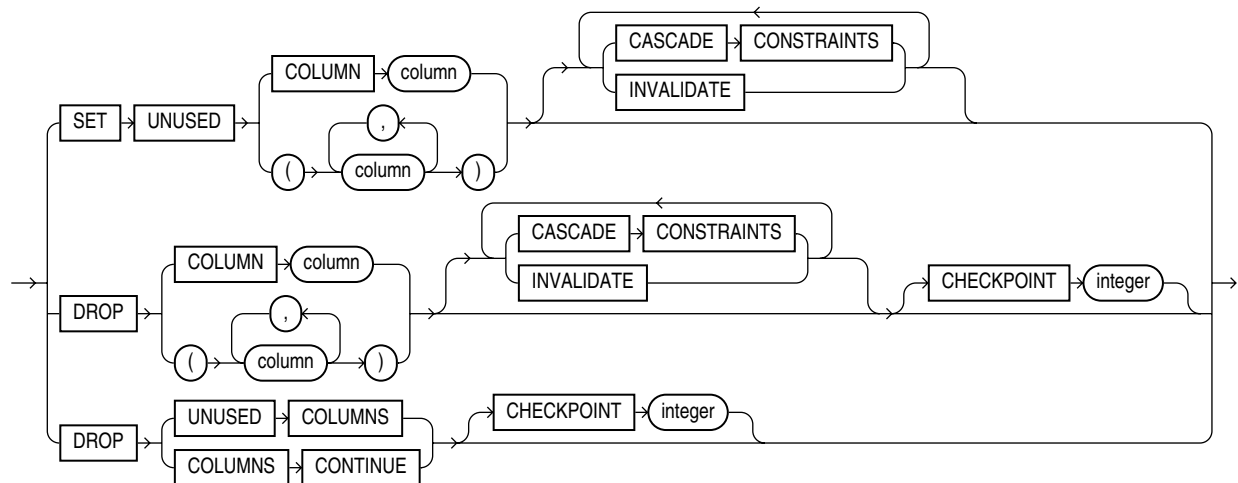 CASCADE CONSTRAINTS
COLUMN column
INVALIDATE
SET UNUSED
,
( column )
CASCADE CONSTRAINTS
COLUMN column
INVALIDATE
CHECKPOINT integer
DROP
,
( column )
UNUSED COLUMNS
CHECKPOINT integer
DROP
COLUMNS CONTINUE